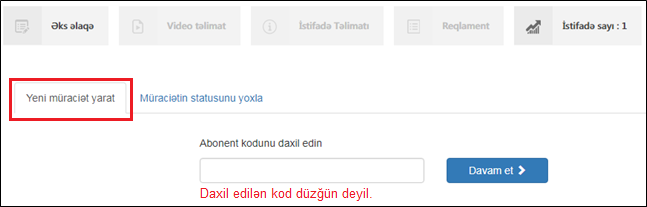 Əks əlaqə
Video təlimat
İstifadə Təlimatı
Reqlament
İstifadə sayı : 1
Yeni müraciət yarat
Müraciətin statusunu yoxla
Abonent kodunu daxil edin
Davam et
Daxil edilən kod düzğün deyil.